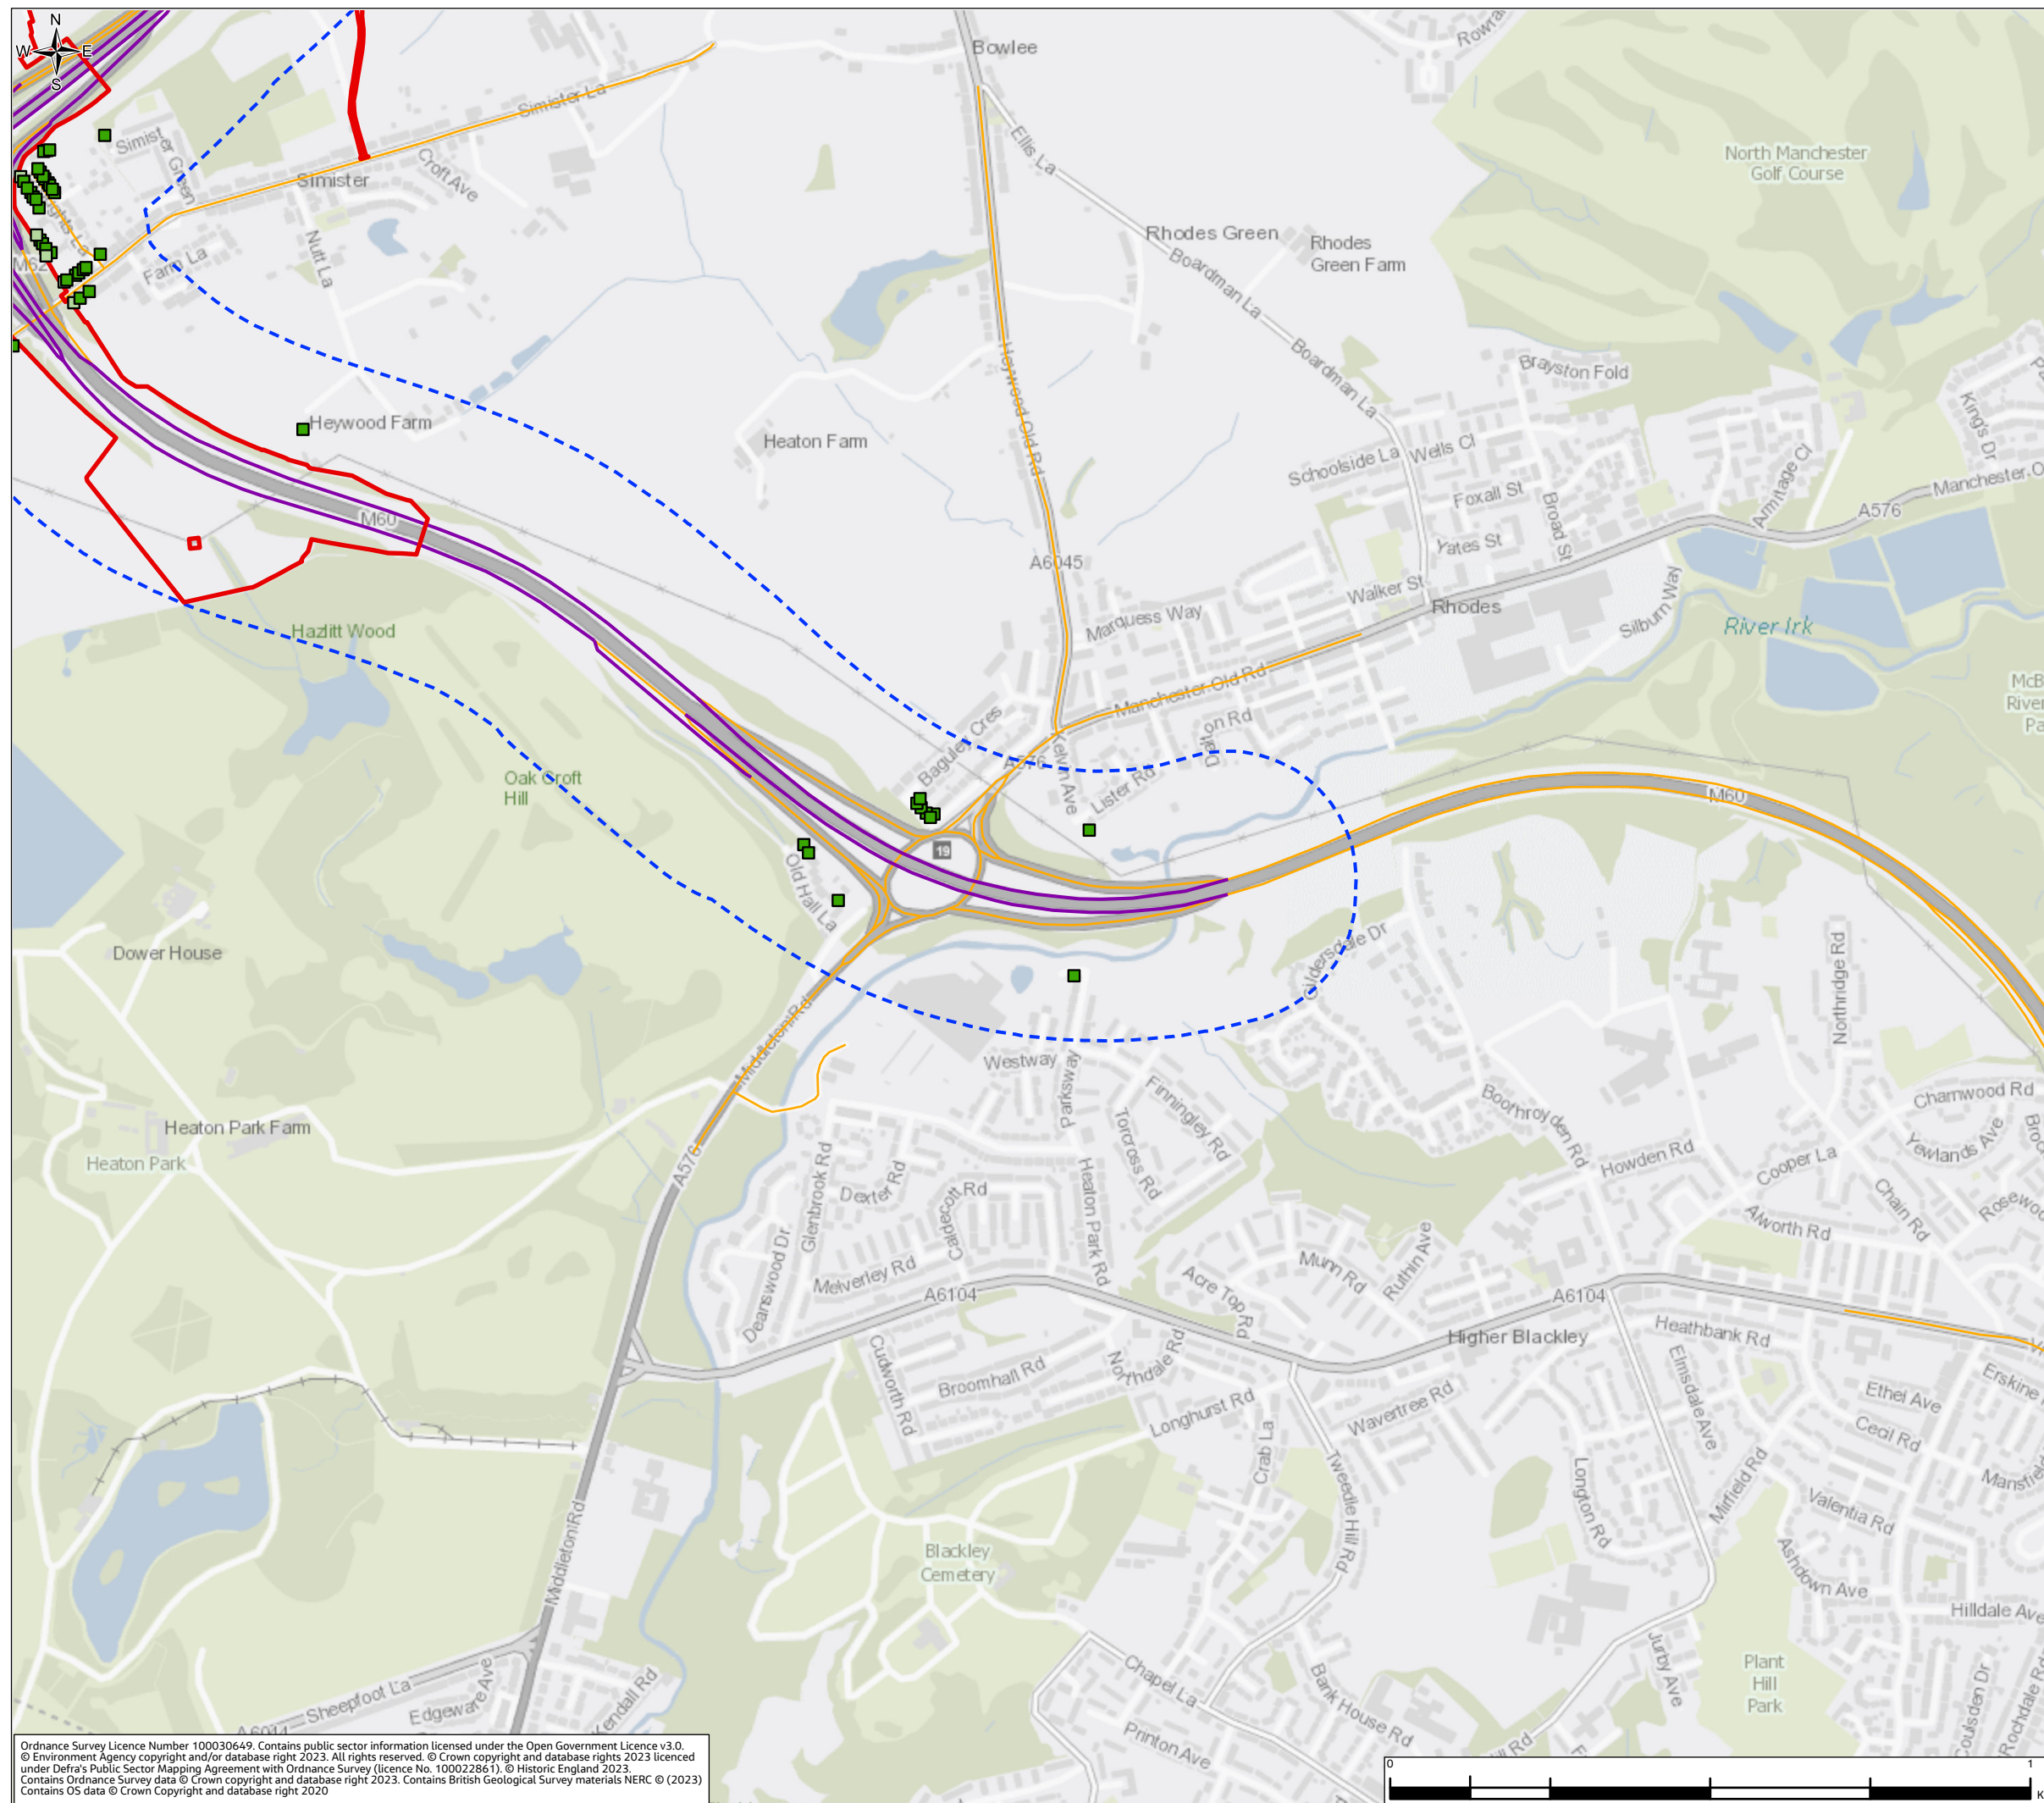 N
W
E
S
Bowlee
Simister La
Ellis La
Simister
Croft Ave
Nutt La
Farm La
M62
North Manchester
Golf Course
Rhodes Green
Rhodes
Green Farm
Boardman La
Boardman La
Heywood Old Rd
Heywood Farm
Heaton Farm
Brayston Fold
King's Dr
Schoolside La
Wells Cl
Foxall St
Broad St
Armitage Cl
A576
Yates St
M60
A6045
Walker St
Rhodes
Marquess Way
Silburn Way
River Irk
Hazlitt Wood
Manchester Old Rd
Baguley Cres
A576
Kelvin Ave
Lister Rd
Oak Croft
Hill
M60
19
Old Hall La
Dower House
Gildersdale Dr
Northridge Rd
Middleton Rd
Westway
Parksway
Finningley Rd
Torcross Rd
Boothroyden Rd
Charnwood Rd
Yewlands Ave
Heaton Park Farm
Heaton Park
A576
Howden Rd
Cooper La
Chain Rd
Glenbrook Rd
Dexter Rd
Caldecott Rd
Heaton Park Rd
Alworth Rd
Deanswood Dr
Melverley Rd
Acre Top Rd
Munn Rd
Ruthin Ave
A6104
A6104
Higher Blackley
Heathbank Rd
Cudworth Rd
Broomhall Rd
Northdale Rd
Longhurst Rd
Wavertree Rd
Elmsdale Ave
Ethel Ave
Cecil Rd
Crab La
Tweedle Hill Rd
Longton Rd
Mirfield Rd
Valentia Rd
Ashdown Ave
Middleton Rd
Blackley
Cemetery
Jurby Ave
Plant
Hill
Park
Sheepfoot La
Edgeware Ave
Kendall Rd
Chapel La
Bank House Rd
Printon Ave
Coulsden Dr
Ordnance Survey Licence Number 100030649. Contains public sector information licensed under the Open Government Licence v3.0.
© Environment Agency copyright and/or database right 2023. All rights reserved. © Crown copyright and database rights 2023 licenced
under Defra's Public Sector Mapping Agreement with Ordnance Survey (licence No. 100022861). © Historic England 2023.
Contains Ordnance Survey data © Crown copyright and database right 2023. Contains British Geological Survey materials NERC © (2023)
Contains OS data © Crown Copyright and database right 2020
0
1